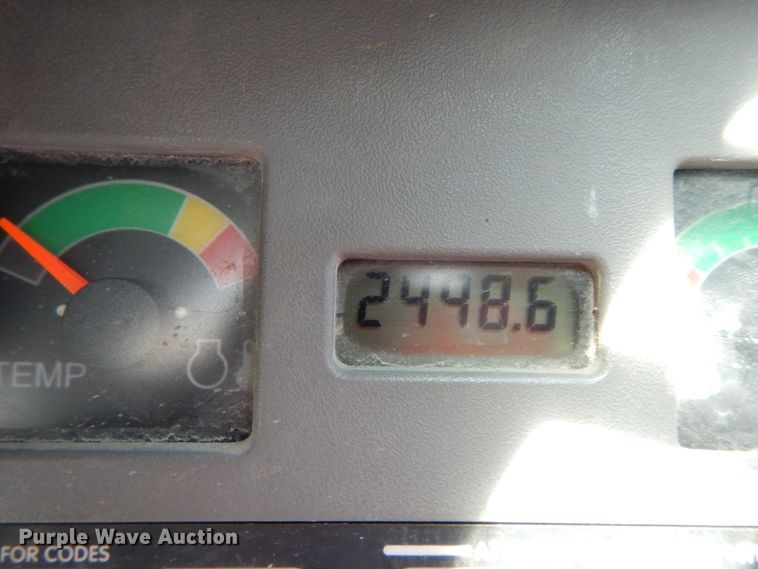 2448.6
TEMP
Purple Wave Auction
FOR CODES